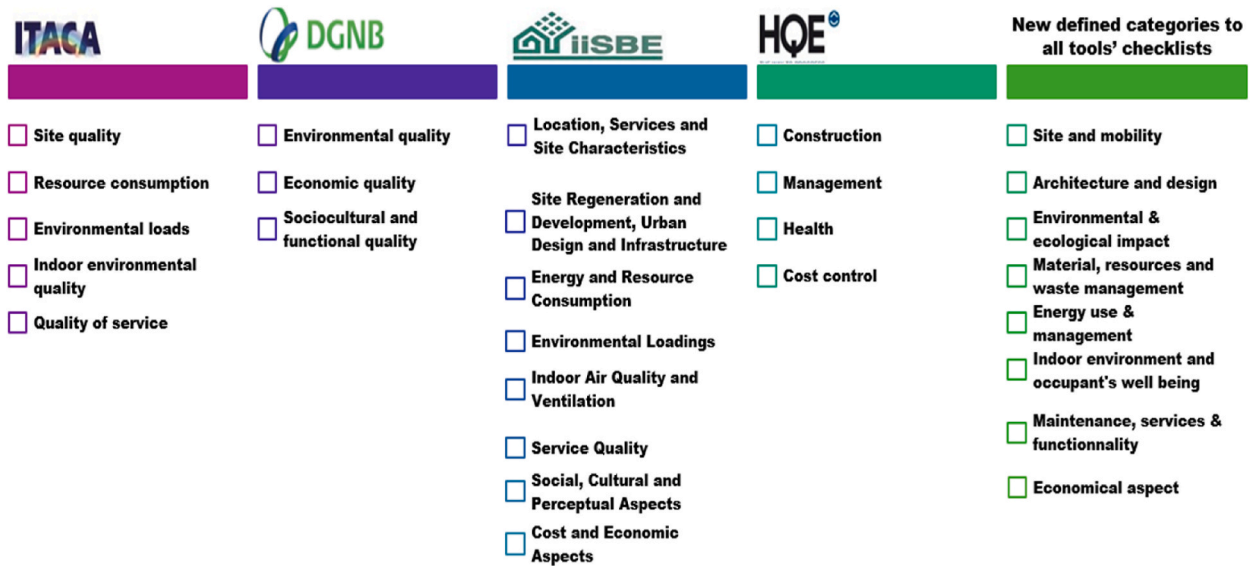 ITACA
DGNB
iiSBE
HQE
New defined categories to
all tools' checklists
Site quality
Resource consumption
Environmental loads
Indoor environmental
quality
Quality of service
Environmental quality
Economic quality
Sociocultural and
functional quality
Location, Services and
Site Characteristics
Site Regeneration and
Development, Urban
Design and Infrastructure
Energy and Resource
Consumption
Environmental Loadings
Indoor Air Quality and
Ventilation
Service Quality
Social, Cultural and
Perceptual Aspects
Cost and Economic
Aspects
Construction
Management
Health
Cost control
Site and mobility
Architecture and design
Environmental &
ecological impact
Material, resources and
waste management
Energy use &
management
Indoor environment and
occupant's well being
Maintenance, services &
functionnality
Economical aspect